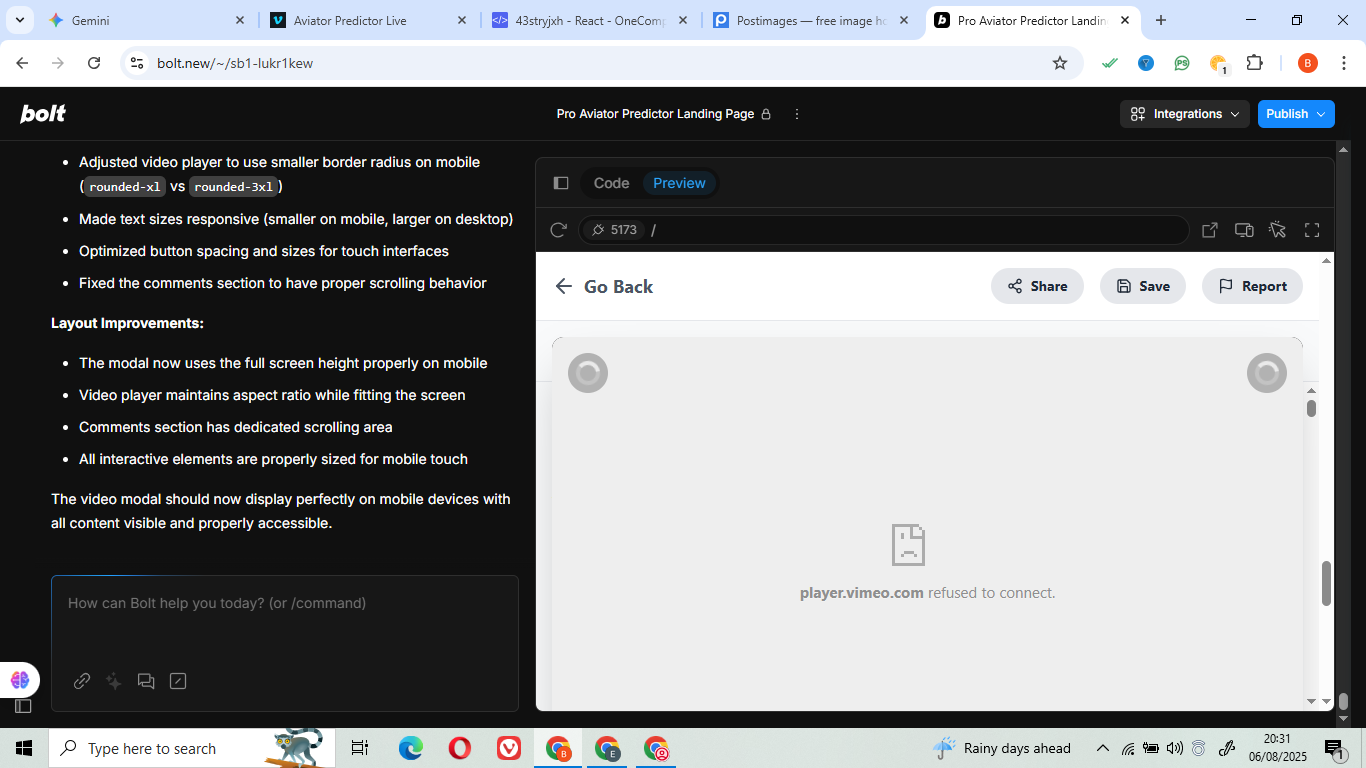 Gemini
Aviator Predictor Live
43stryjxh - React - OneComp
Postimages — free image ho
Pro Aviator Predictor Landin
bolt.new/~/sb1-lukr1kew
1
B
bolt
Pro Aviator Predictor Landing Page
Integrations
Publish
Adjusted video player to use smaller border radius on mobile
(rounded-xl vs rounded-3xl)
Made text sizes responsive (smaller on mobile, larger on desktop)
Optimized button spacing and sizes for touch interfaces
Fixed the comments section to have proper scrolling behavior
Layout Improvements:
The modal now uses the full screen height properly on mobile
Video player maintains aspect ratio while fitting the screen
Comments section has dedicated scrolling area
All interactive elements are properly sized for mobile touch
The video modal should now display perfectly on mobile devices with
all content visible and properly accessible.
How can Bolt help you today? (or /command)
Code
Preview
5173 /
Go Back
Share
Save
Report
player.vimeo.com refused to connect.
Type here to search
B
E
Rainy days ahead
20:31
06/08/2025
1